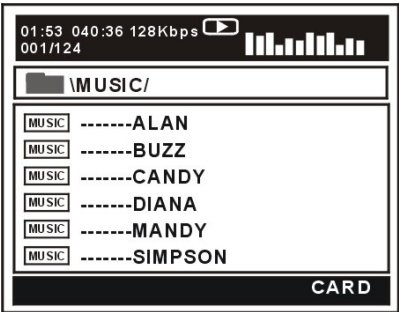 01:53 040:36 128Kbps
001/124
\MUSIC/
MUSIC -------ALAN
MUSIC -------BUZZ
MUSIC -------CANDY
MUSIC -------DIANA
MUSIC -------MANDY
MUSIC -------SIMPSON
CARD